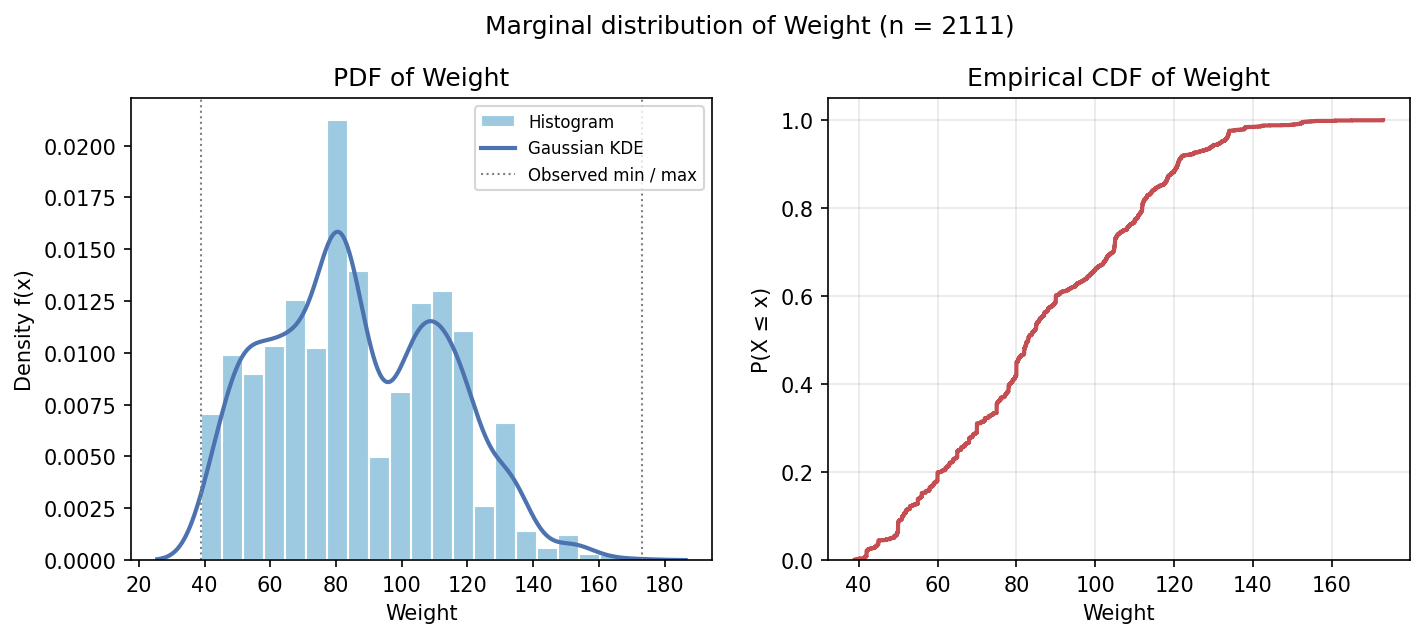 Marginal distribution of Weight (n = 2111)
PDF of Weight
Density f(x)
0.0200
0.0175
0.0150
0.0125
0.0100
0.0075
0.0050
0.0025
0.0000
Histogram
Gaussian KDE
Observed min / max
20 40 60 80 100 120 140 160 180
Weight
Empirical CDF of Weight
P(X ≤ x)
1.0
0.8
0.6
0.4
0.2
0.0
40 60 80 100 120 140 160
Weight